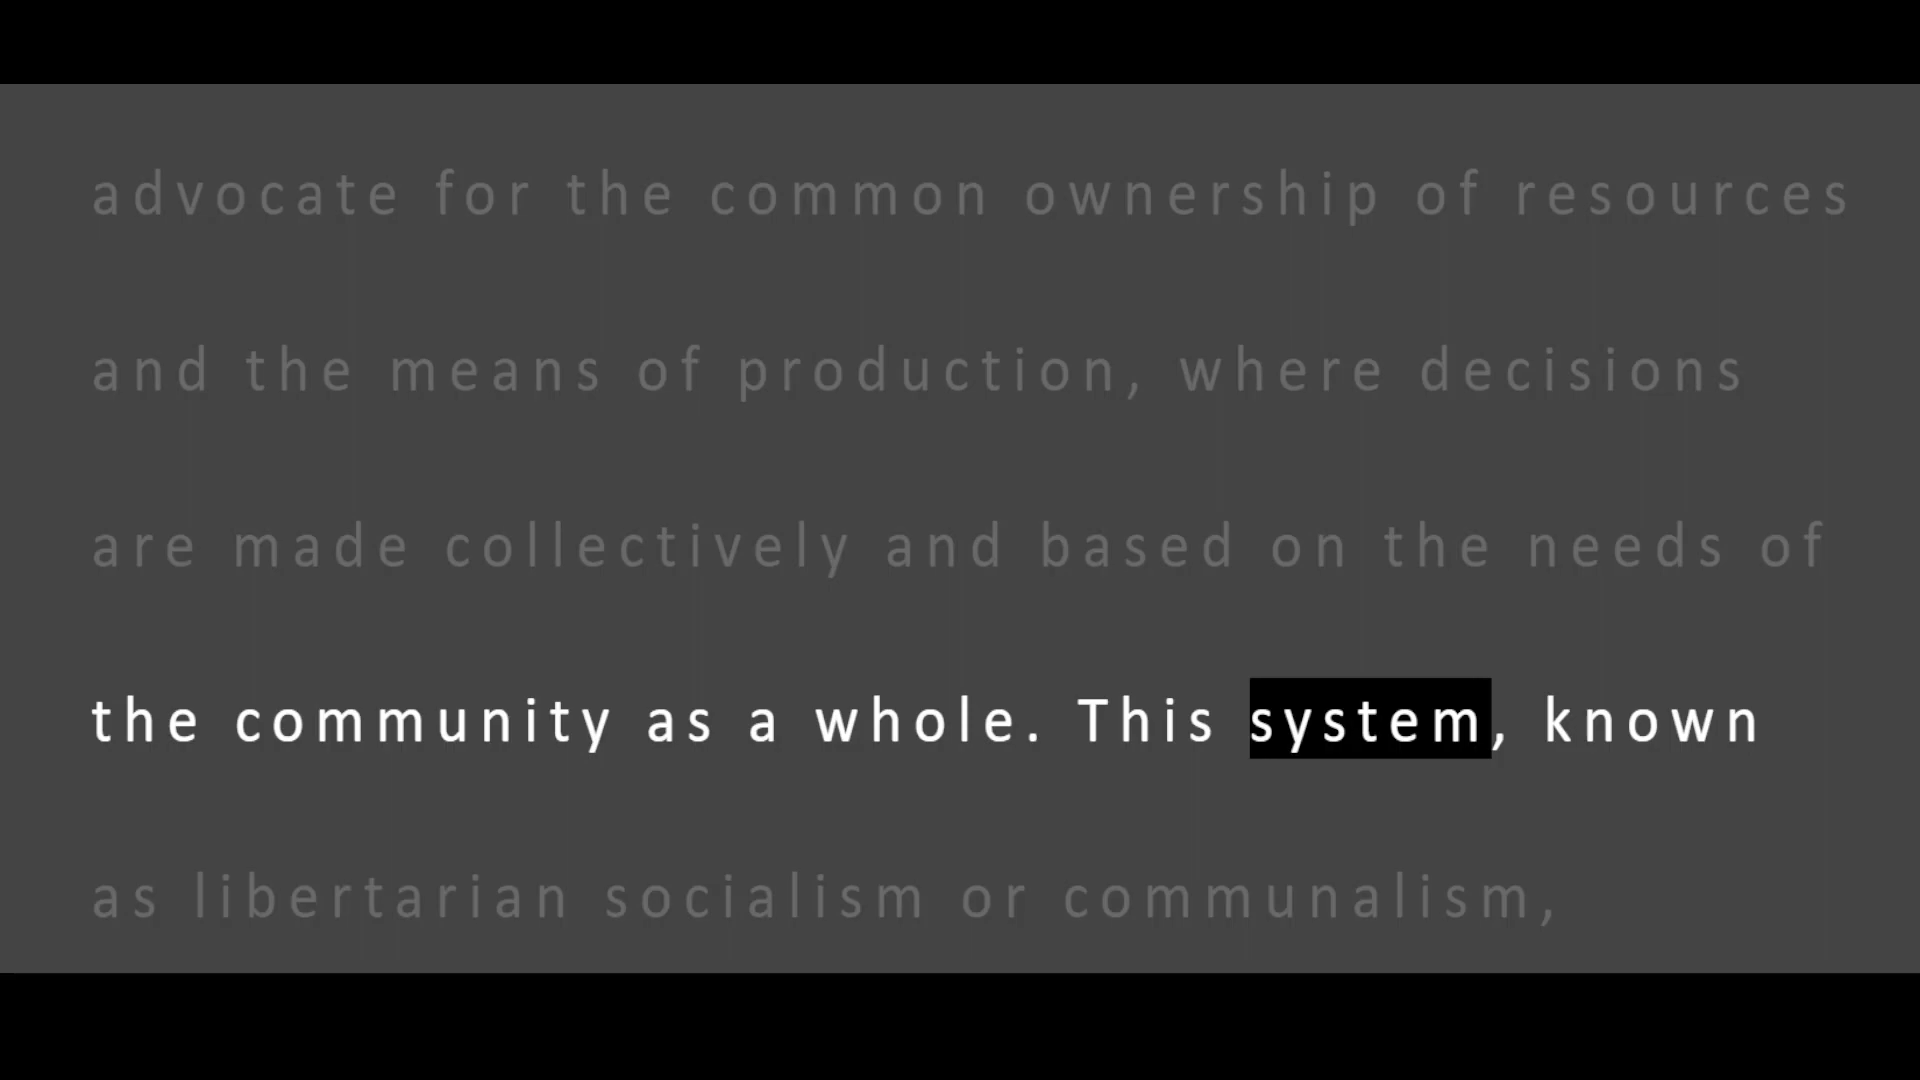 advocate for the common ownership of resources
and the means of production, where decisions
are made collectively and based on the needs of
the community as a whole. This system, known
as libertarian socialism or communalism,